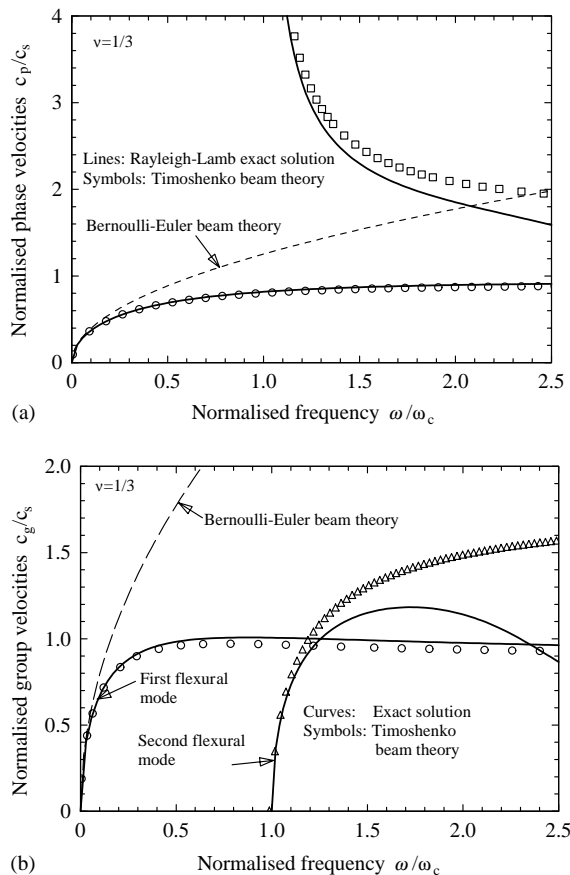 4
ν=1/3
3
Lines: Rayleigh-Lamb exact solution
Symbols: Timoshenko beam theory
2
Bernoulli-Euler beam theory
1
0
0.0
0.5
1.0
1.5
2.0
2.5
Normalised phase velocities c_p/c_s
(a)
Normalised frequency ω/ω_c
2.0
ν=1/3
Bernoulli-Euler beam theory
1.5
1.0
First flexural
mode
0.5
Second flexural
mode
Curves: Exact solution
Symbols: Timoshenko
beam theory
0
0.0
0.5
1.0
1.5
2.0
2.5
Normalised group velocities c_g/c_s
(b)
Normalised frequency ω/ω_c